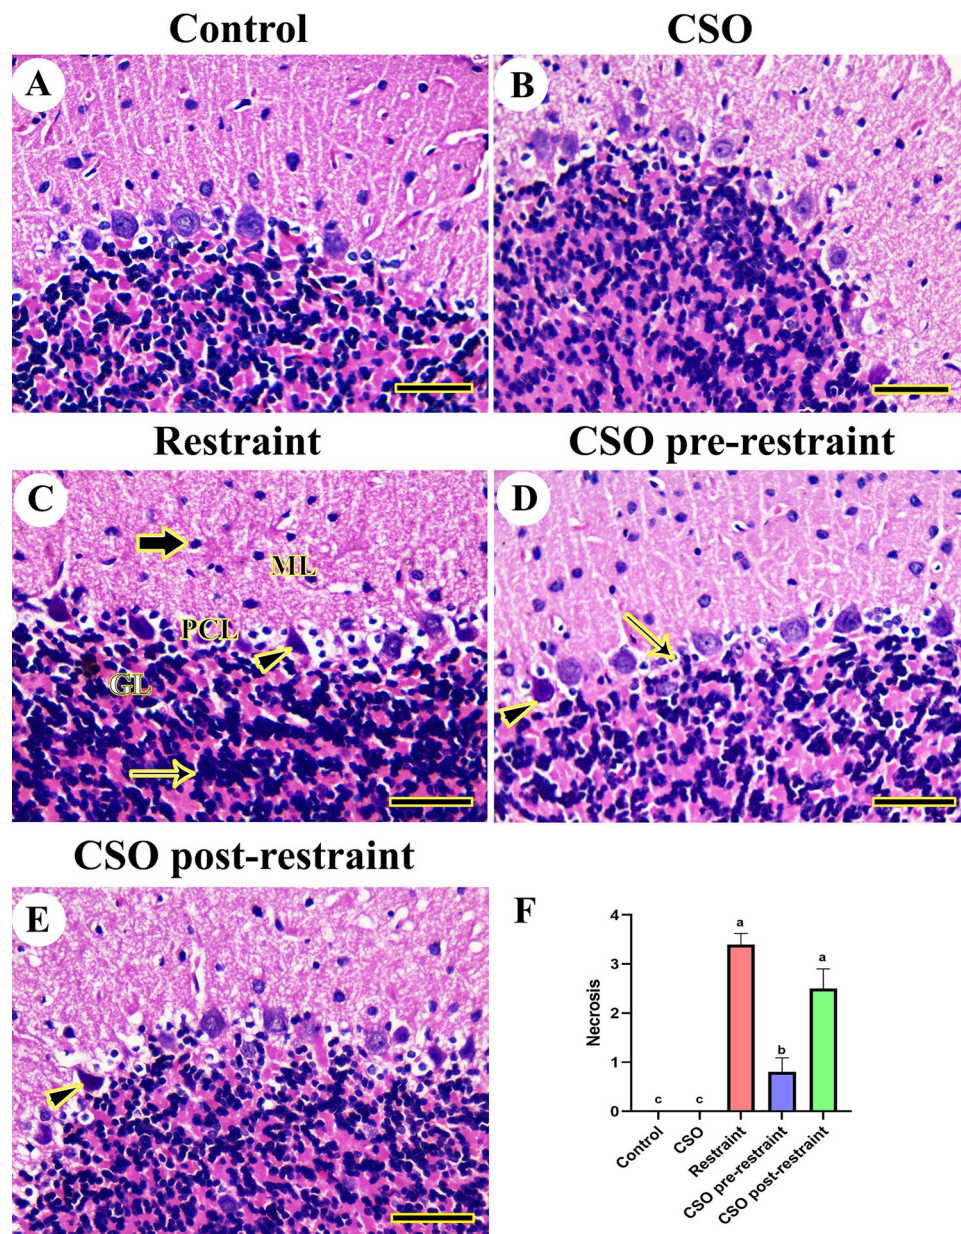 Control
CSO
A
B
Restraint
CSO pre-restraint
C
D
ML
PCL
GL
CSO post-restraint
E
F
4
3
2
1
0
Necrosis
c
c
a
b
a
Control
CSO
Restraint
CSO pre-restraint
CSO post-restraint